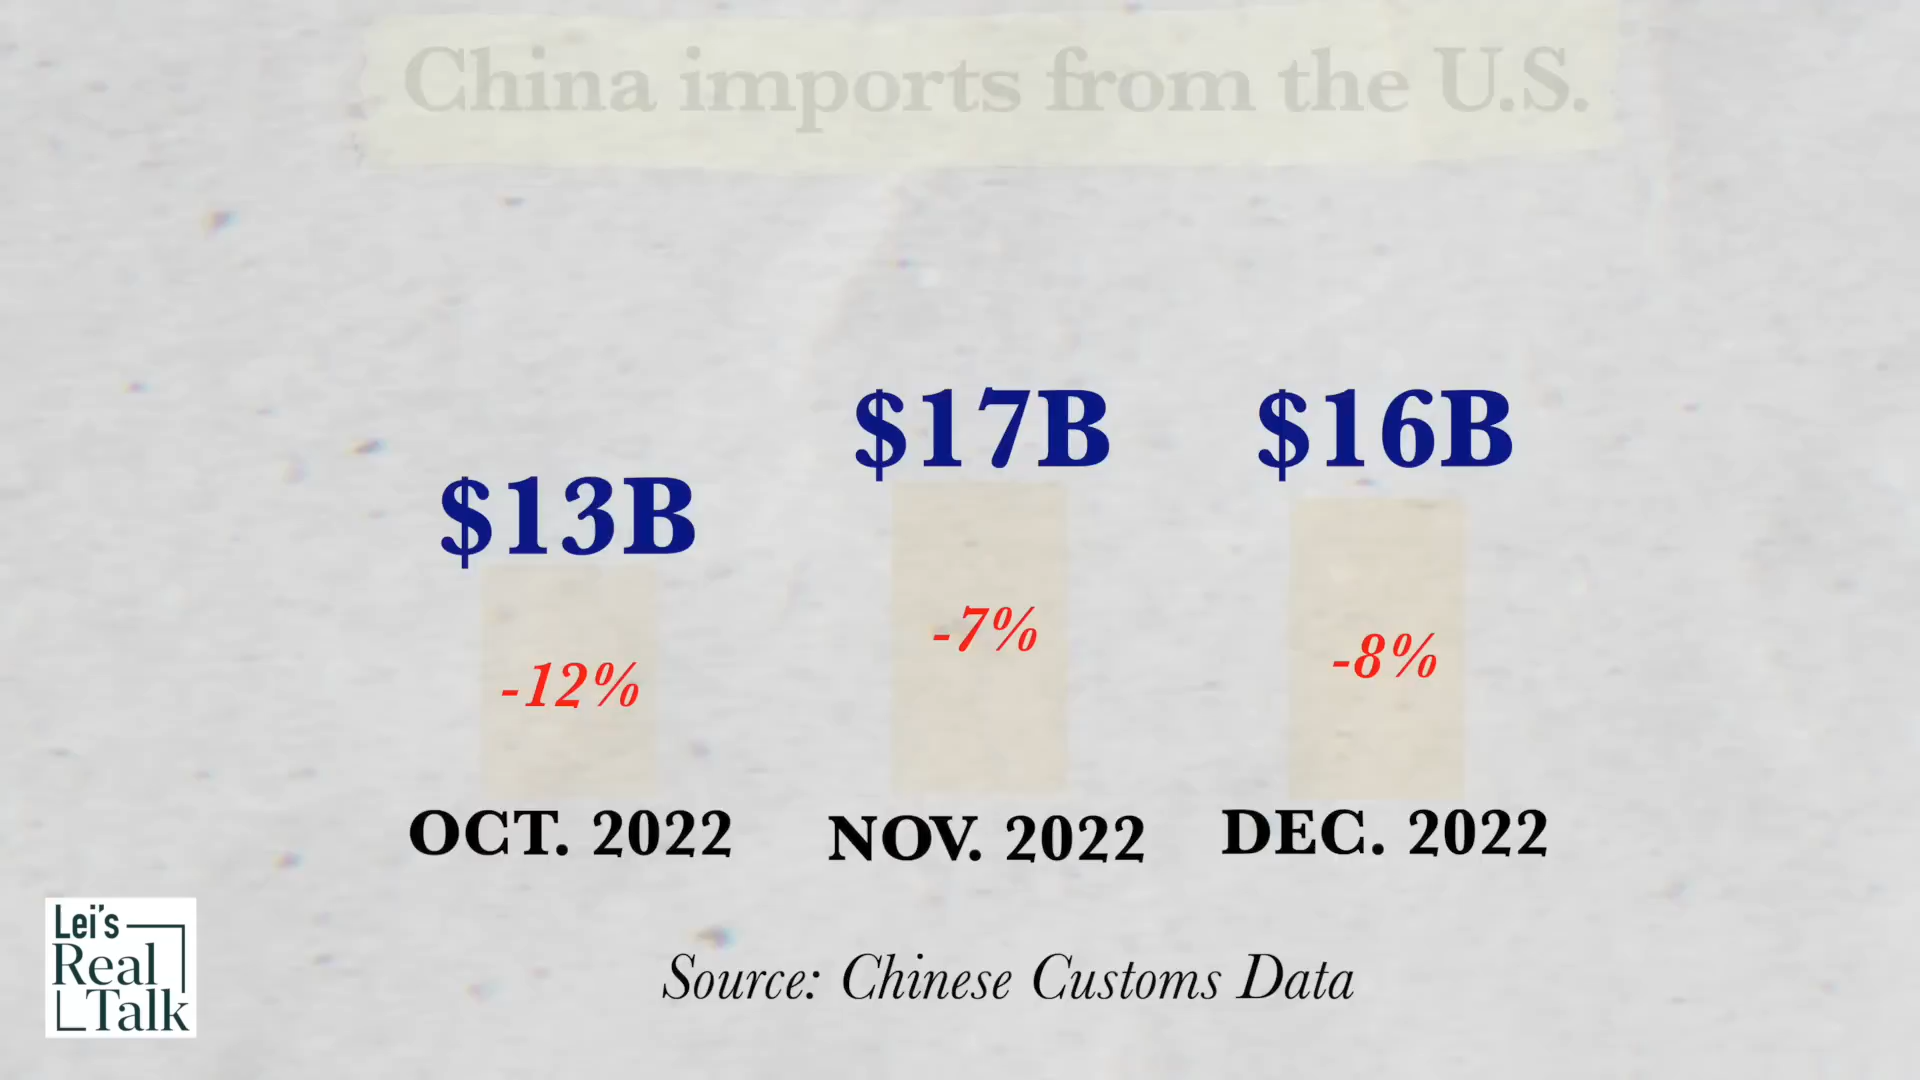 China imports from the U.S.
$13B
$17B
$16B
-12%
-7%
-8%
OCT. 2022
NOV. 2022
DEC. 2022
Source: Chinese Customs Data
Lei's
Real
Talk